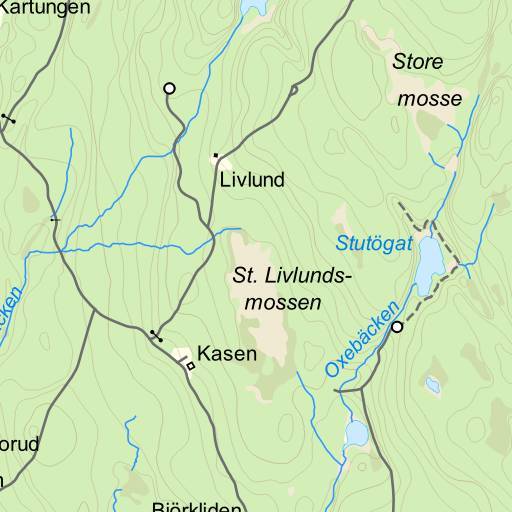 Kartungen
Store
mosse
Livlund
Stutögat
St. Livlunds-
mossen
Oxebäcken
Kasen
Björkliden